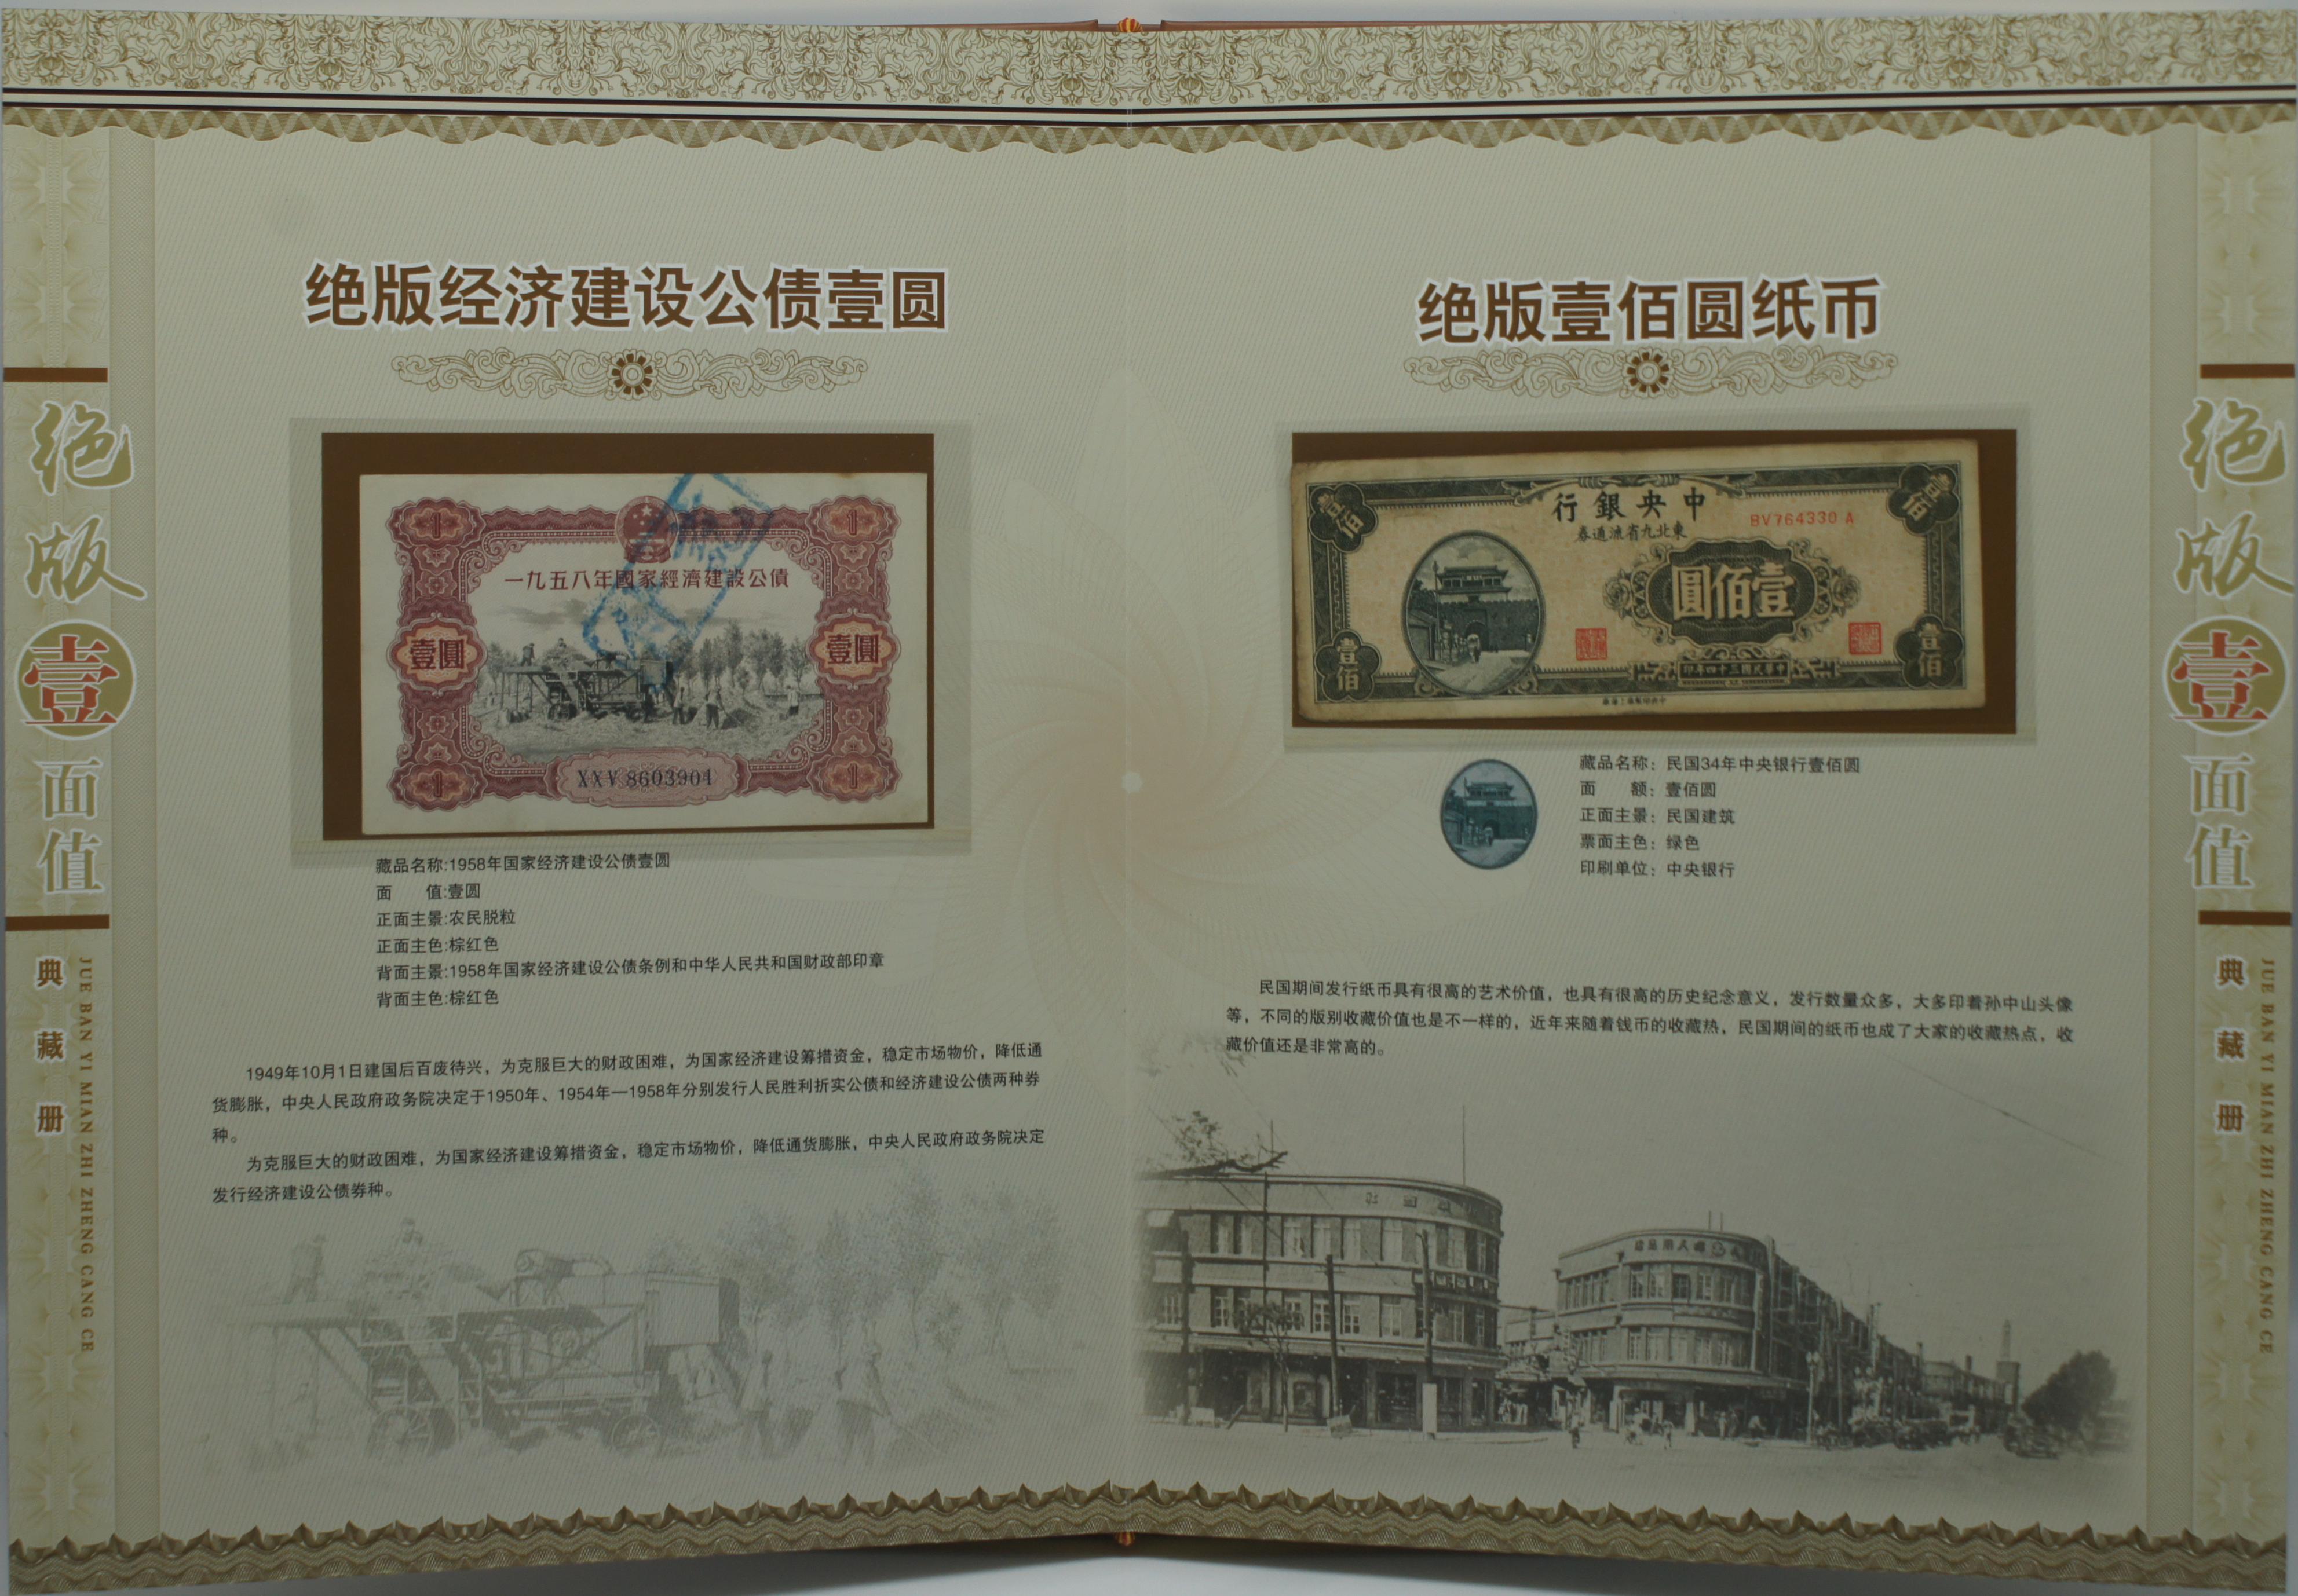 绝版壹面值
典藏册
JUE BAN YI MIAN ZHI ZHENG CANG CE
绝版经济建设公债壹圆
1
1
一九五八年國家經濟建設公債
壹圓
壹圓
1
XXV 8603904
1
藏品名称:1958年国家经济建设公债壹圆
面 值:壹圆
正面主景:农民脱粒
正面主色:棕红色
背面主景:1958年国家经济建设公债条例和中华人民共和国财政部印章
背面主色:棕红色
1949年10月1日建国后百废待兴，为克服巨大的财政困难，为国家经济建设筹措资金，稳定市场物价，降低通
货膨胀，中央人民政府政务院决定于1950年、1954年—1958年分别发行人民胜利折实公债和经济建设公债两种券
种。
为克服巨大的财政困难，为国家经济建设筹措资金，稳定市场物价，降低通货膨胀，中央人民政府政务院决定
发行经济建设公债券种。
绝版壹佰圆纸币
壹佰
壹佰
行銀央中
BV764330 A
券通流省九北東
圓佰壹
壹佰
印年四十三國民華中
壹佰
藏品名称：民国34年中央银行壹佰圆
面 额：壹佰圆
正面主景：民国建筑
票面主色：绿色
印刷单位：中央银行
民国期间发行纸币具有很高的艺术价值，也具有很高的历史纪念意义，发行数量众多，大多印着孙中山头像
等，不同的版别收藏价值也是不一样的，近年来随着钱币的收藏热，民国期间的纸币也成了大家的收藏热点，收
藏价值还是非常高的。
绝版壹面值
典藏册
JUE BAN YI MIAN ZHI ZHENG CANG CE